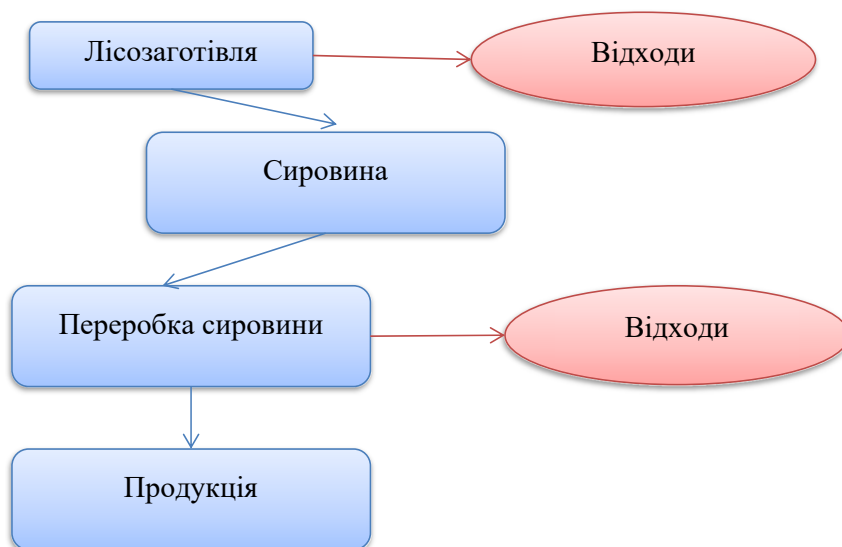 Лісозаготівля
Відходи
Сировина
Переробка сировини
Відходи
Продукція